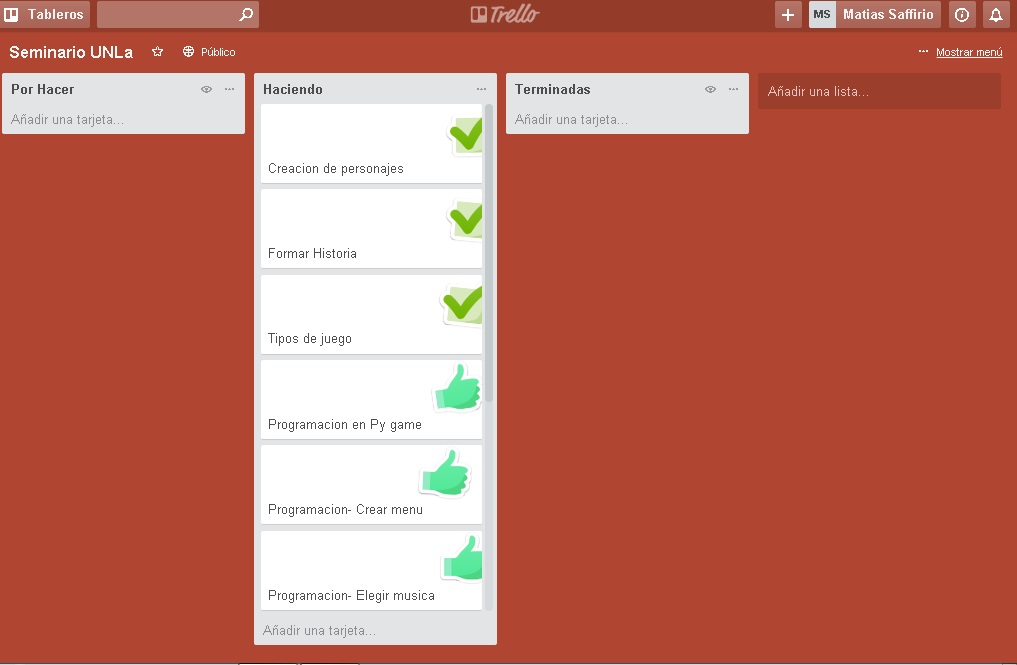 Tableros
Trello
MS Matias Saffirio
Seminario UNLa
Público
... Mostrar menú
Por Hacer
Añadir una tarjeta...
Haciendo
Creacion de personajes
Formar Historia
Tipos de juego
Programacion en Py game
Programacion- Crear menu
Programacion- Elegir musica
Añadir una tarjeta...
Terminadas
Añadir una tarjeta...
Añadir una lista...